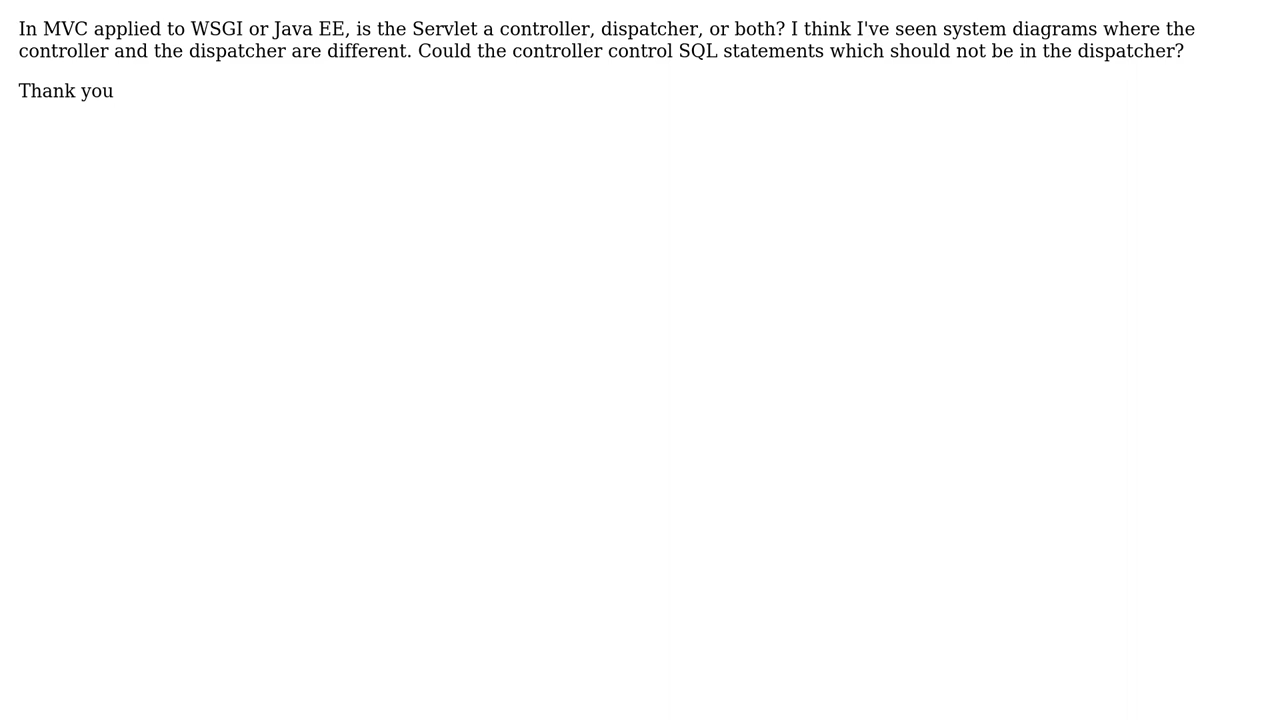 In MVC applied to WSGI or Java EE, is the Servlet a controller, dispatcher, or both? I think I've seen system diagrams where the
controller and the dispatcher are different. Could the controller control SQL statements which should not be in the dispatcher?
Thank you